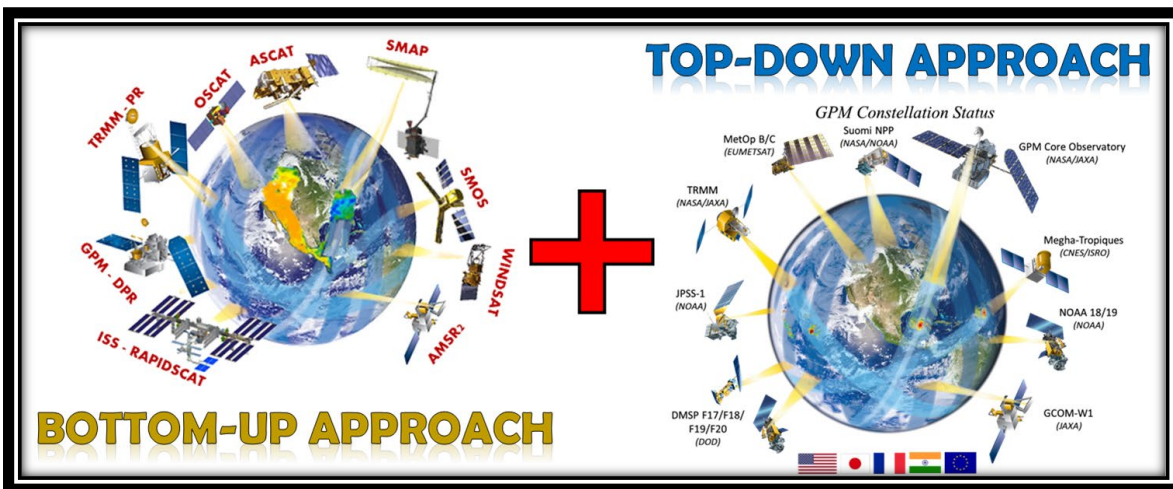 SMAP
ASCAT
OSCAT
TRMM - PR
SMOS
WINDSAT
GPM - DPR
AMSR2
ISS - RAPIDSCAT
BOTTOM-UP APPROACH
TOP-DOWN APPROACH
GPM Constellation Status
Suomi NPP
(NASA/NOAA)
MetOp B/C
(EUMETSAT)
GPM Core Observatory
(NASA/JAXA)
TRMM
(NASA/JAXA)
Megha-Tropiques
(CNES/ISRO)
JPSS-1
(NOAA)
NOAA 18/19
(NOAA)
DMSP F17/F18/
F19/F20
(DOD)
GCOM-W1
(JAXA)